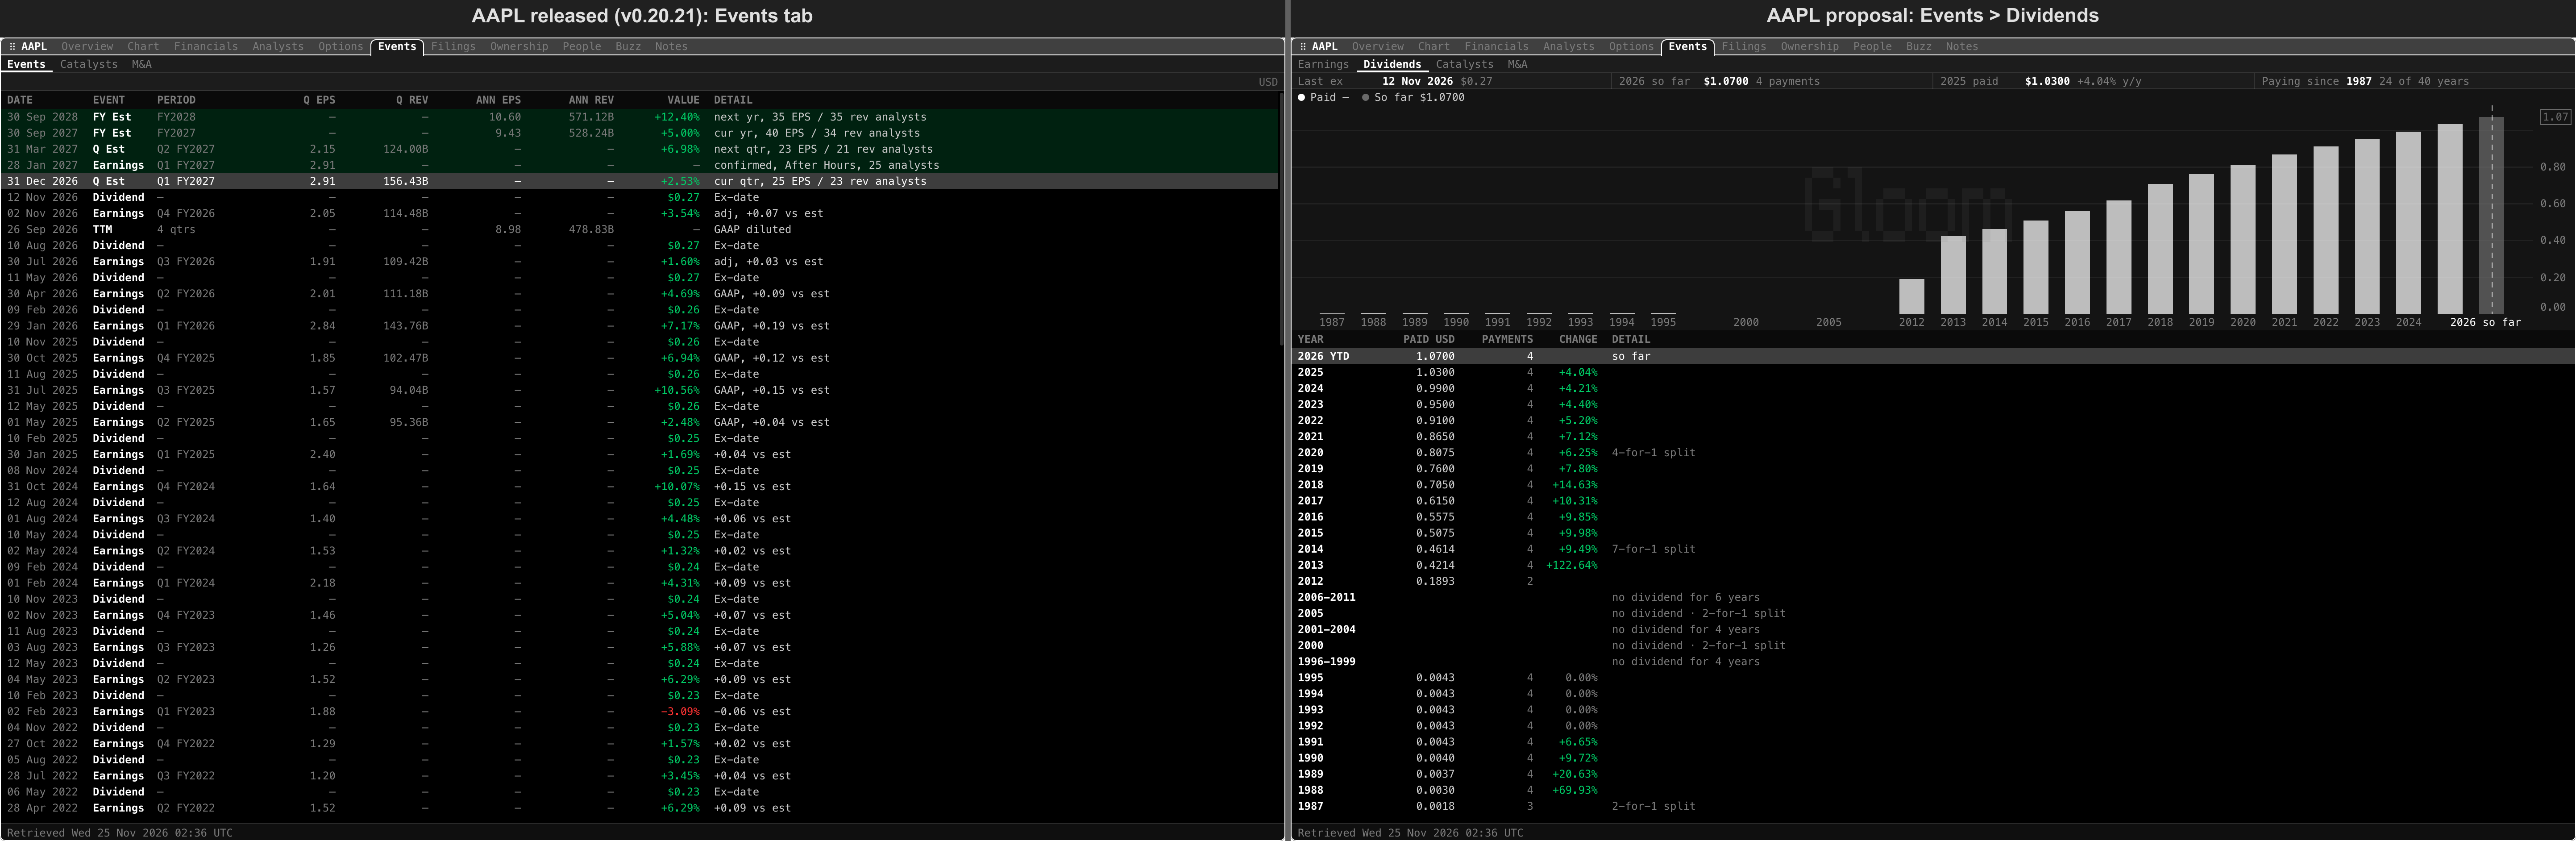 AAPL released (v0.20.21): Events tab
⠿ AAPL Overview Chart Financials Analysts Options Events Filings Ownership People Buzz Notes
Events Catalysts M&A
USD
DATE EVENT PERIOD Q EPS Q REV ANN EPS ANN REV VALUE DETAIL
30 Sep 2028 FY Est FY2028 — — 10.60 571.12B +12.40% next yr, 35 EPS / 35 rev analysts
30 Sep 2027 FY Est FY2027 — — 9.43 528.24B +5.00% cur yr, 40 EPS / 34 rev analysts
31 Mar 2027 Q Est Q2 FY2027 2.15 124.00B — — +6.98% next qtr, 23 EPS / 21 rev analysts
28 Jan 2027 Earnings Q1 FY2027 2.91 — — — — confirmed, After Hours, 25 analysts
31 Dec 2026 Q Est Q1 FY2027 2.91 156.43B — — +2.53% cur qtr, 25 EPS / 23 rev analysts
12 Nov 2026 Dividend — — — — — $0.27 Ex-date
02 Nov 2026 Earnings Q4 FY2026 2.05 114.48B — — +3.54% adj, +0.07 vs est
26 Sep 2026 TTM 4 qtrs — — 8.98 478.83B — GAAP diluted
10 Aug 2026 Dividend — — — — — $0.27 Ex-date
30 Jul 2026 Earnings Q3 FY2026 1.91 109.42B — — +1.60% adj, +0.03 vs est
11 May 2026 Dividend — — — — — $0.27 Ex-date
30 Apr 2026 Earnings Q2 FY2026 2.01 111.18B — — +4.69% GAAP, +0.09 vs est
09 Feb 2026 Dividend — — — — — $0.26 Ex-date
29 Jan 2026 Earnings Q1 FY2026 2.84 143.76B — — +7.17% GAAP, +0.19 vs est
10 Nov 2025 Dividend — — — — — $0.26 Ex-date
30 Oct 2025 Earnings Q4 FY2025 1.85 102.47B — — +6.94% GAAP, +0.12 vs est
11 Aug 2025 Dividend — — — — — $0.26 Ex-date
31 Jul 2025 Earnings Q3 FY2025 1.57 94.04B — — +10.56% GAAP, +0.15 vs est
12 May 2025 Dividend — — — — — $0.26 Ex-date
01 May 2025 Earnings Q2 FY2025 1.65 95.36B — — +2.48% GAAP, +0.04 vs est
10 Feb 2025 Dividend — — — — — $0.25 Ex-date
30 Jan 2025 Earnings Q1 FY2025 2.40 — — — +1.69% +0.04 vs est
08 Nov 2024 Dividend — — — — — $0.25 Ex-date
31 Oct 2024 Earnings Q4 FY2024 1.64 — — — +10.07% +0.15 vs est
12 Aug 2024 Dividend — — — — — $0.25 Ex-date
01 Aug 2024 Earnings Q3 FY2024 1.40 — — — +4.48% +0.06 vs est
10 May 2024 Dividend — — — — — $0.25 Ex-date
02 May 2024 Earnings Q2 FY2024 1.53 — — — +1.32% +0.02 vs est
09 Feb 2024 Dividend — — — — — $0.24 Ex-date
01 Feb 2024 Earnings Q1 FY2024 2.18 — — — +4.31% +0.09 vs est
10 Nov 2023 Dividend — — — — — $0.24 Ex-date
02 Nov 2023 Earnings Q4 FY2023 1.46 — — — +5.04% +0.07 vs est
11 Aug 2023 Dividend — — — — — $0.24 Ex-date
03 Aug 2023 Earnings Q3 FY2023 1.26 — — — +5.88% +0.07 vs est
12 May 2023 Dividend — — — — — $0.24 Ex-date
04 May 2023 Earnings Q2 FY2023 1.52 — — — +6.29% +0.09 vs est
10 Feb 2023 Dividend — — — — — $0.23 Ex-date
02 Feb 2023 Earnings Q1 FY2023 1.88 — — — −3.09% −0.06 vs est
04 Nov 2022 Dividend — — — — — $0.23 Ex-date
27 Oct 2022 Earnings Q4 FY2022 1.29 — — — +1.57% +0.02 vs est
05 Aug 2022 Dividend — — — — — $0.23 Ex-date
28 Jul 2022 Earnings Q3 FY2022 1.20 — — — +3.45% +0.04 vs est
06 May 2022 Dividend — — — — — $0.23 Ex-date
28 Apr 2022 Earnings Q2 FY2022 1.52 — — — +6.29% +0.09 vs est
Retrieved Wed 25 Nov 2026 02:36 UTC
AAPL proposal: Events > Dividends
⠿ AAPL Overview Chart Financials Analysts Options Events Filings Ownership People Buzz Notes
Earnings Dividends Catalysts M&A
Last ex 12 Nov 2026 $0.27 2026 so far $1.0700 4 payments 2025 paid $1.0300 +4.04% y/y Paying since 1987 24 of 40 years
● Paid — ● So far $1.0700
1.07
0.80
0.60
0.40
0.20
0.00
Gloom
1987 1988 1989 1990 1991 1992 1993 1994 1995 2000 2005 2012 2013 2014 2015 2016 2017 2018 2019 2020 2021 2022 2023 2024 2026 so far
YEAR PAID USD PAYMENTS CHANGE DETAIL
2026 YTD 1.0700 4 so far
2025 1.0300 4 +4.04%
2024 0.9900 4 +4.21%
2023 0.9500 4 +4.40%
2022 0.9100 4 +5.20%
2021 0.8650 4 +7.12%
2020 0.8075 4 +6.25% 4-for-1 split
2019 0.7600 4 +7.80%
2018 0.7050 4 +14.63%
2017 0.6150 4 +10.31%
2016 0.5575 4 +9.85%
2015 0.5075 4 +9.98%
2014 0.4614 4 +9.49% 7-for-1 split
2013 0.4214 4 +122.64%
2012 0.1893 2
2006–2011 no dividend for 6 years
2005 no dividend · 2-for-1 split
2001–2004 no dividend for 4 years
2000 no dividend · 2-for-1 split
1996–1999 no dividend for 4 years
1995 0.0043 4 0.00%
1994 0.0043 4 0.00%
1993 0.0043 4 0.00%
1992 0.0043 4 0.00%
1991 0.0043 4 +6.65%
1990 0.0040 4 +9.72%
1989 0.0037 4 +20.63%
1988 0.0030 4 +69.93%
1987 0.0018 3 2-for-1 split
Retrieved Wed 25 Nov 2026 02:36 UTC